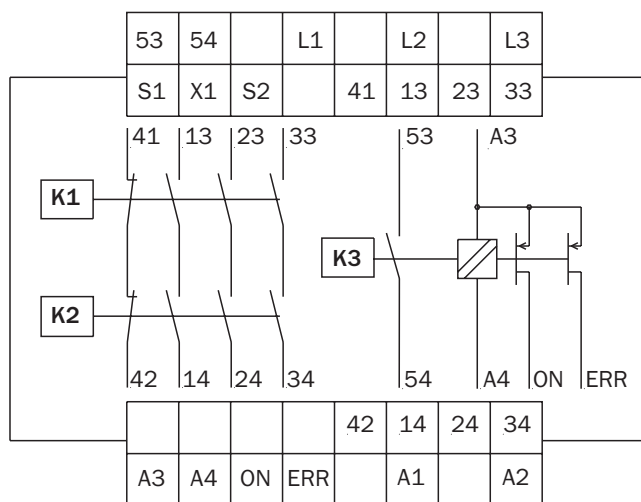 53 54 L1 L2 L3
S1 X1 S2 41 13 23 33
41 13 23 33 53 A3
K1
K3
K2
42 14 24 34 54 A4 ON ERR
42 14 24 34
A3 A4 ON ERR A1 A2